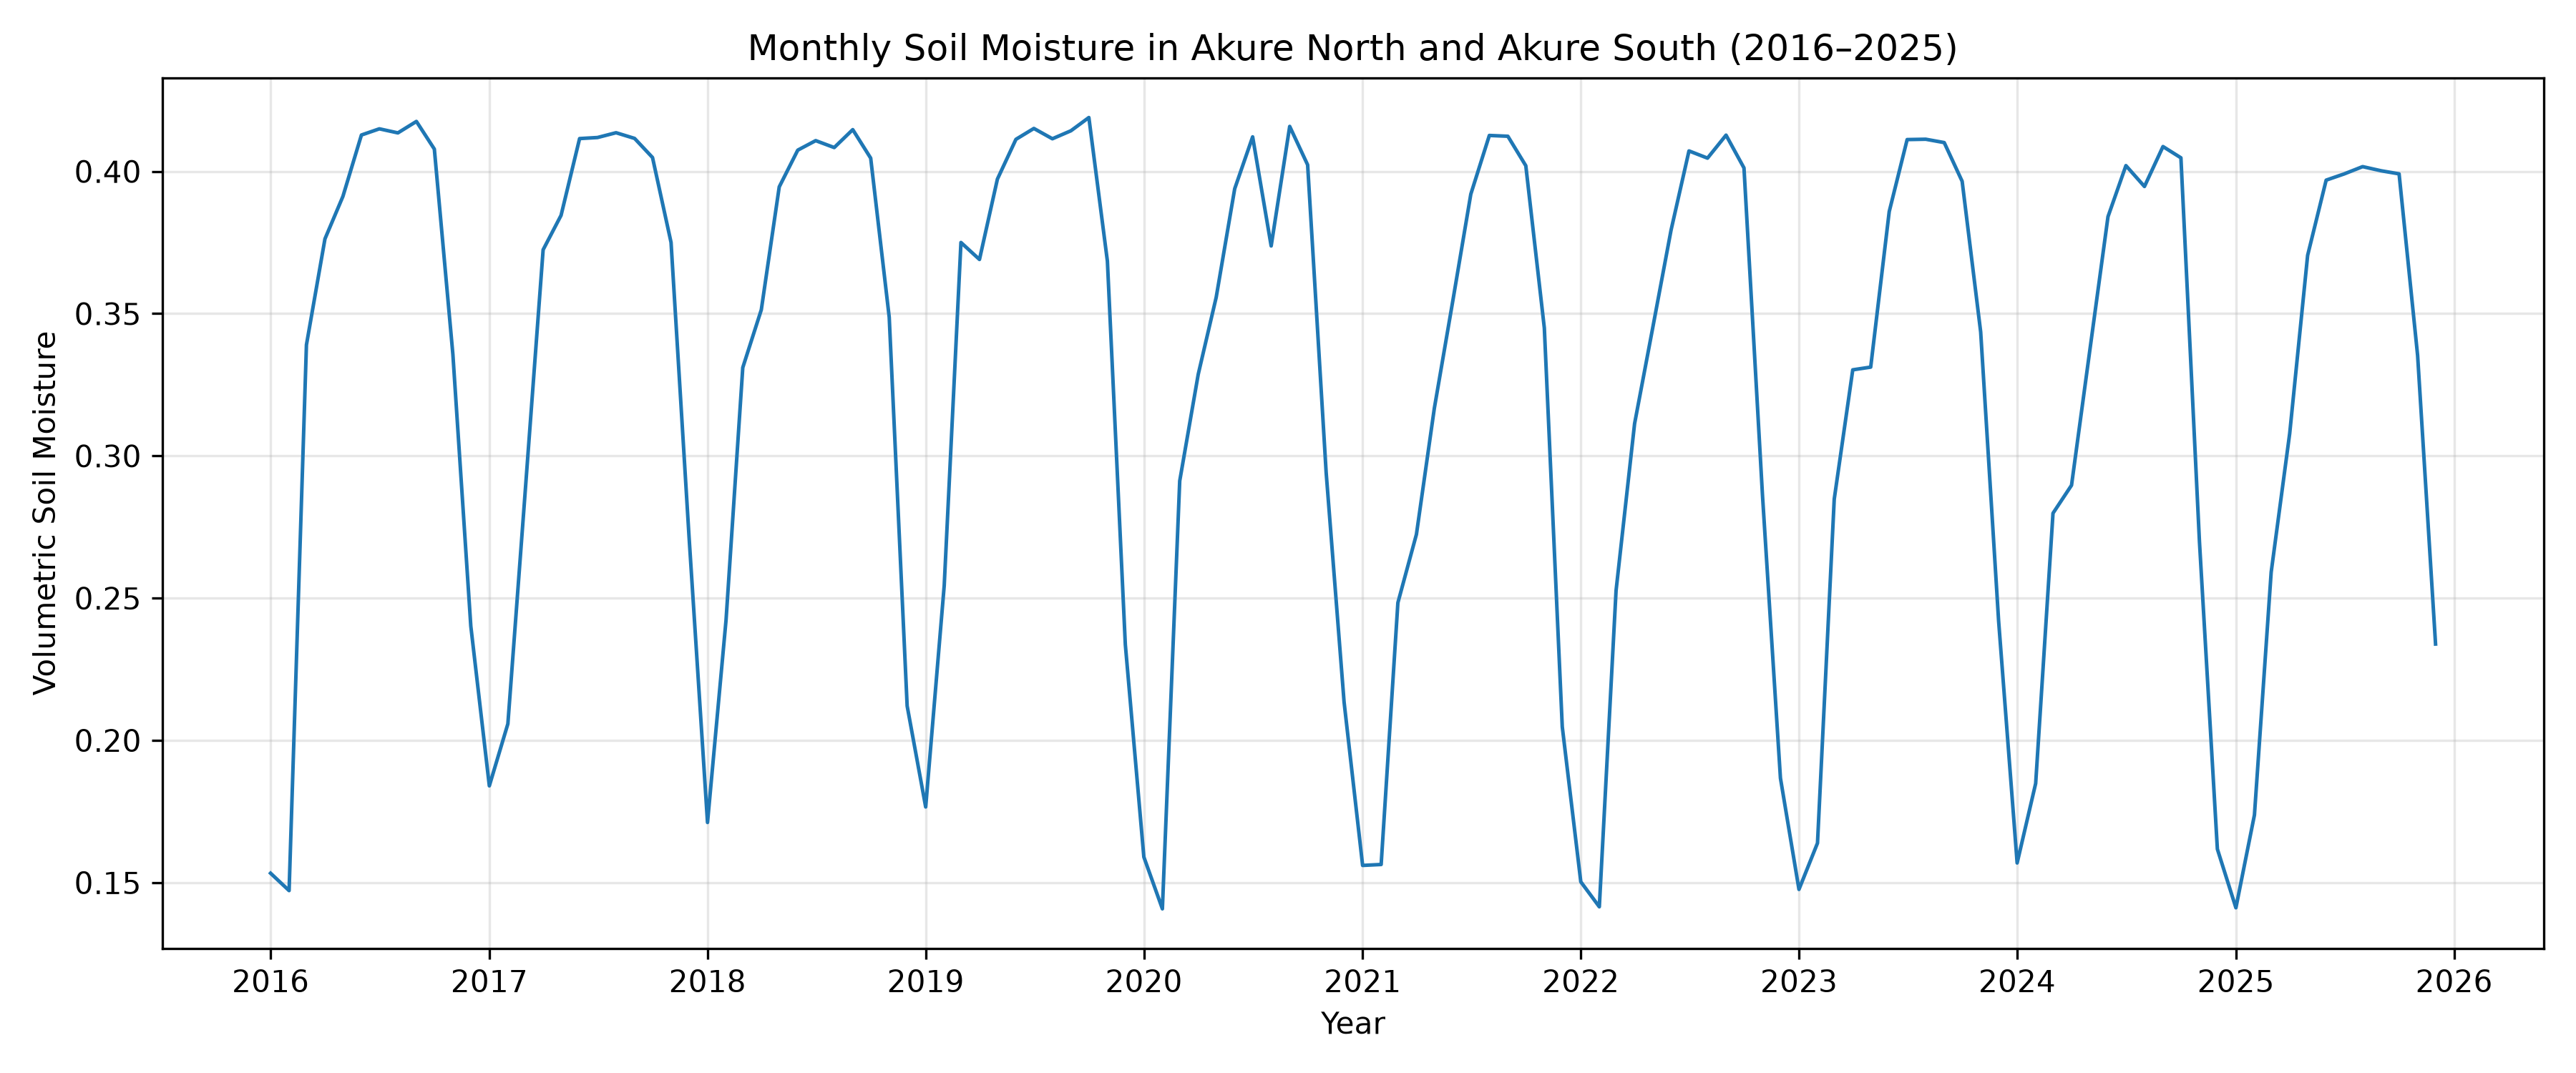 Monthly Soil Moisture in Akure North and Akure South (2016–2025)
Volumetric Soil Moisture
0.40
0.35
0.30
0.25
0.20
0.15
2016 2017 2018 2019 2020 2021 2022 2023 2024 2025 2026
Year